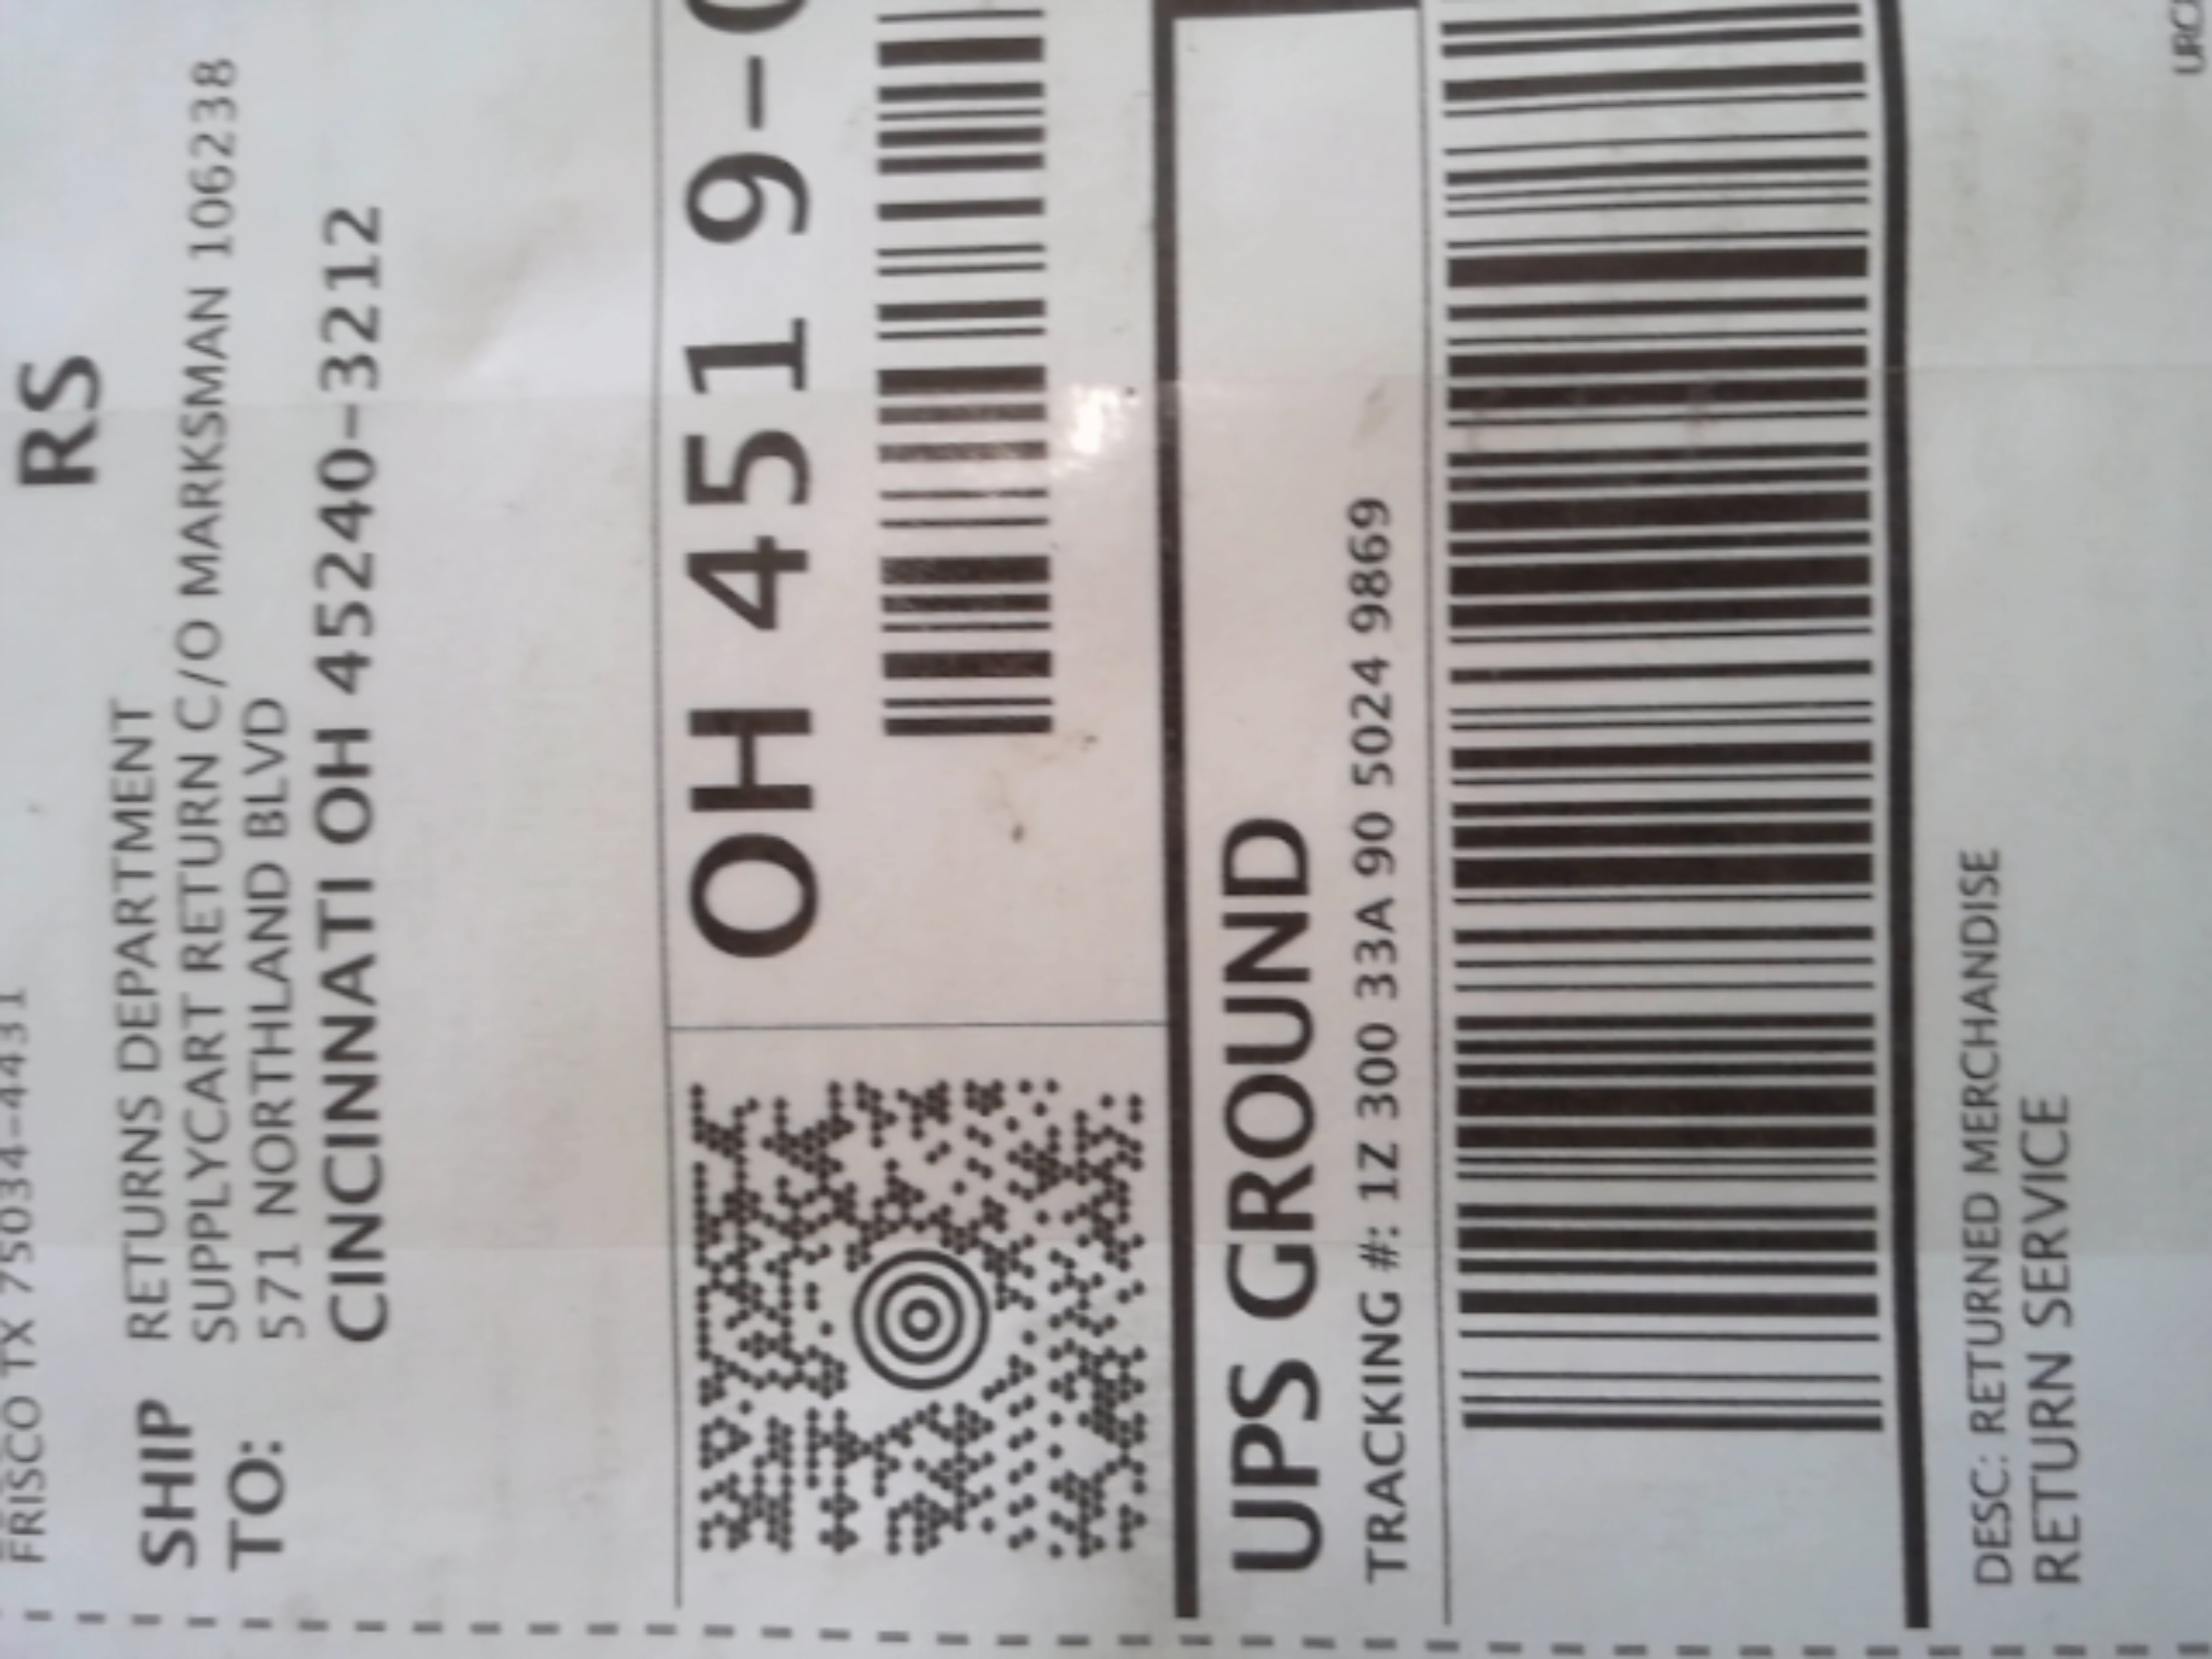 FRISCO TX 75034-4431
RS
SHIP TO:
RETURNS DEPARTMENT
SUPPLYCART RETURN C/O MARKSMAN 106238
571 NORTHLAND BLVD
CINCINNATI OH 45240-3212
OH 451 9-0
UPS GROUND
TRACKING #: 1Z 300 33A 90 5024 9869
DESC: RETURNED MERCHANDISE
RETURN SERVICE